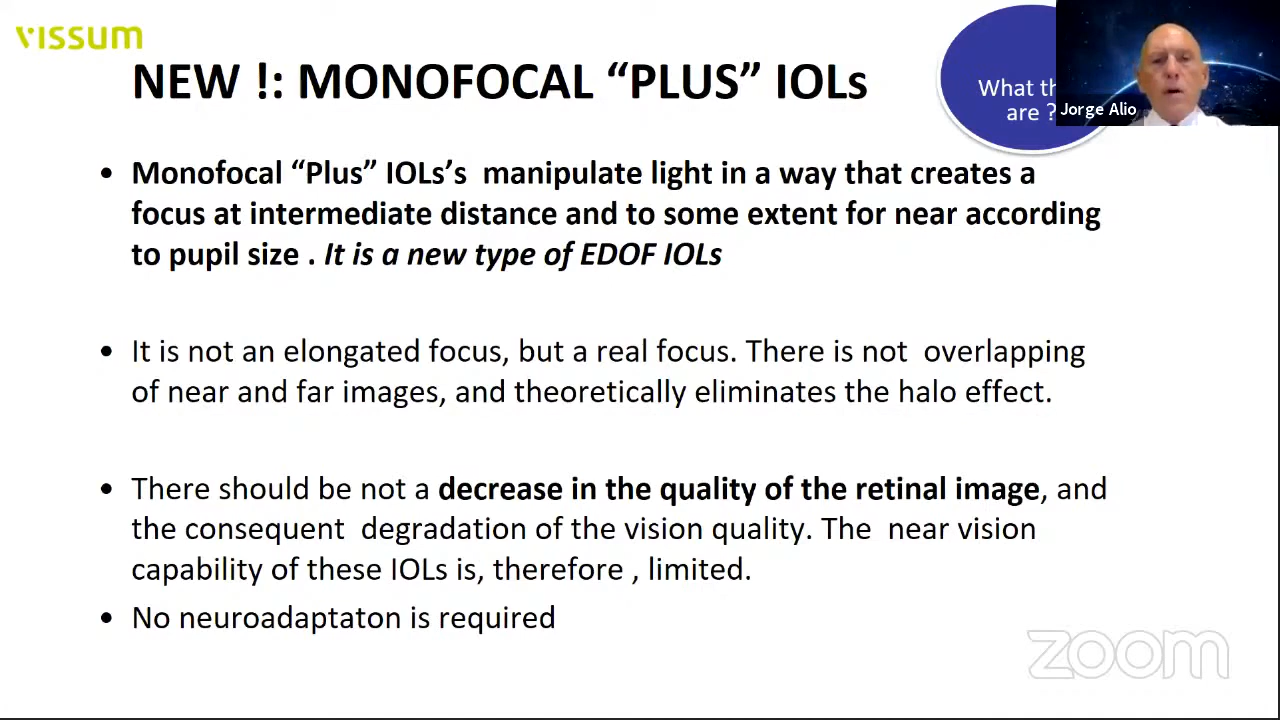 vissum
NEW !: MONOFOCAL “PLUS” IOLs
What th
are ?
Jorge Alio
• Monofocal “Plus” IOLs’s manipulate light in a way that creates a
focus at intermediate distance and to some extent for near according
to pupil size . It is a new type of EDOF IOLs
• It is not an elongated focus, but a real focus. There is not overlapping
of near and far images, and theoretically eliminates the halo effect.
• There should be not a decrease in the quality of the retinal image, and
the consequent degradation of the vision quality. The near vision
capability of these IOLs is, therefore , limited.
• No neuroadaptaton is required
zoom